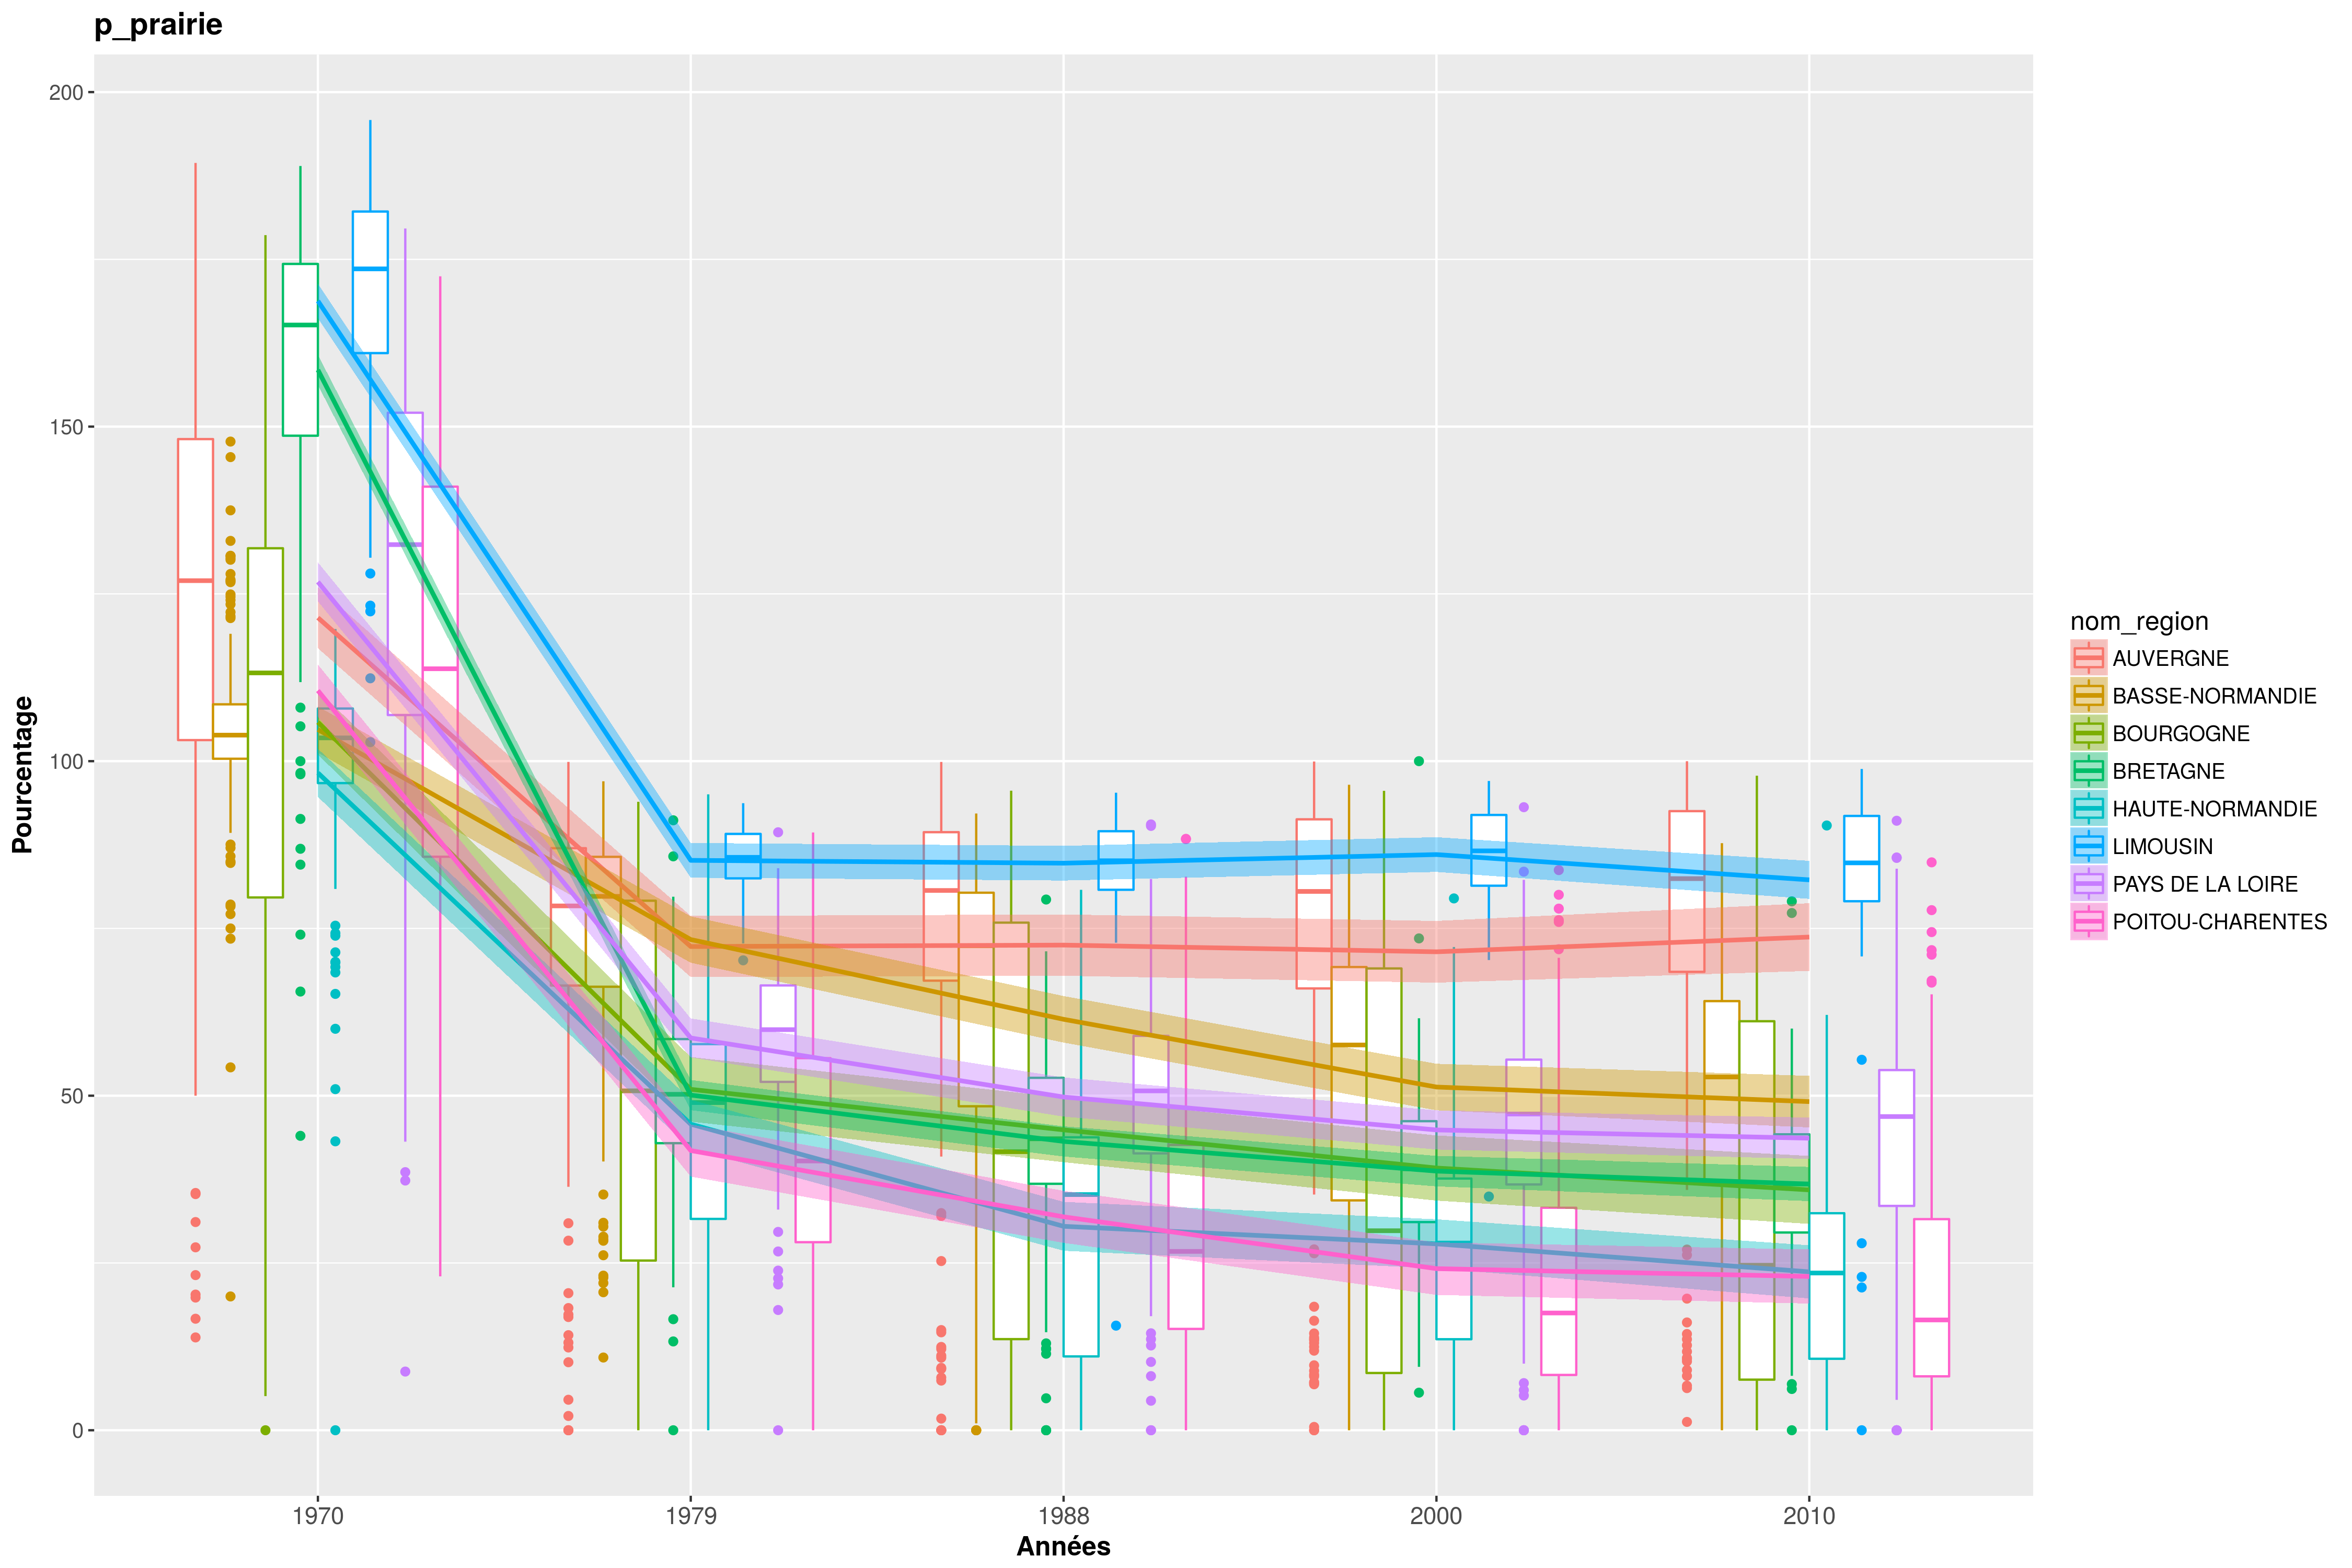 p_prairie
200
150
100
50
0
Pourcentage
1970 1979 1988 2000 2010
Années
nom_region
AUVERGNE
BASSE-NORMANDIE
BOURGOGNE
BRETAGNE
HAUTE-NORMANDIE
LIMOUSIN
PAYS DE LA LOIRE
POITOU-CHARENTES